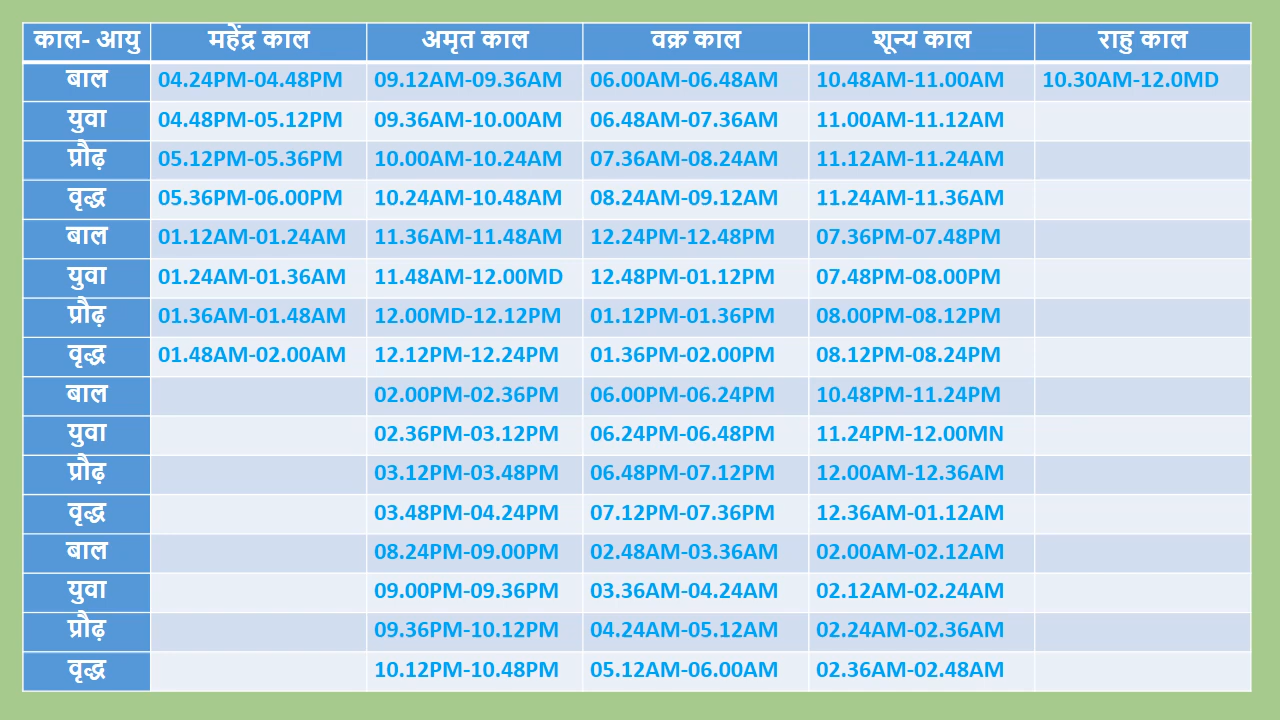 काल- आयु महेंद्र काल अमृत काल वक्र काल शून्य काल राहु काल
बाल 04.24PM-04.48PM 09.12AM-09.36AM 06.00AM-06.48AM 10.48AM-11.00AM 10.30AM-12.0MD
युवा 04.48PM-05.12PM 09.36AM-10.00AM 06.48AM-07.36AM 11.00AM-11.12AM
प्रौढ़ 05.12PM-05.36PM 10.00AM-10.24AM 07.36AM-08.24AM 11.12AM-11.24AM
वृद्ध 05.36PM-06.00PM 10.24AM-10.48AM 08.24AM-09.12AM 11.24AM-11.36AM
बाल 01.12AM-01.24AM 11.36AM-11.48AM 12.24PM-12.48PM 07.36PM-07.48PM
युवा 01.24AM-01.36AM 11.48AM-12.00MD 12.48PM-01.12PM 07.48PM-08.00PM
प्रौढ़ 01.36AM-01.48AM 12.00MD-12.12PM 01.12PM-01.36PM 08.00PM-08.12PM
वृद्ध 01.48AM-02.00AM 12.12PM-12.24PM 01.36PM-02.00PM 08.12PM-08.24PM
बाल 02.00PM-02.36PM 06.00PM-06.24PM 10.48PM-11.24PM
युवा 02.36PM-03.12PM 06.24PM-06.48PM 11.24PM-12.00MN
प्रौढ़ 03.12PM-03.48PM 06.48PM-07.12PM 12.00AM-12.36AM
वृद्ध 03.48PM-04.24PM 07.12PM-07.36PM 12.36AM-01.12AM
बाल 08.24PM-09.00PM 02.48AM-03.36AM 02.00AM-02.12AM
युवा 09.00PM-09.36PM 03.36AM-04.24AM 02.12AM-02.24AM
प्रौढ़ 09.36PM-10.12PM 04.24AM-05.12AM 02.24AM-02.36AM
वृद्ध 10.12PM-10.48PM 05.12AM-06.00AM 02.36AM-02.48AM